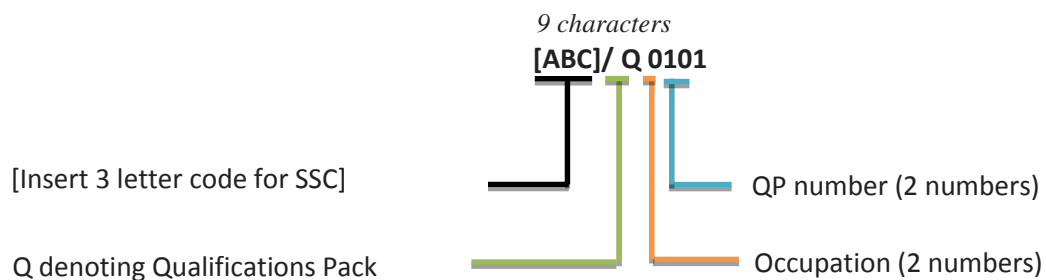 9 characters
[ABC]/ Q 0101
[Insert 3 letter code for SSC]
QP number (2 numbers)
Q denoting Qualifications Pack
Occupation (2 numbers)